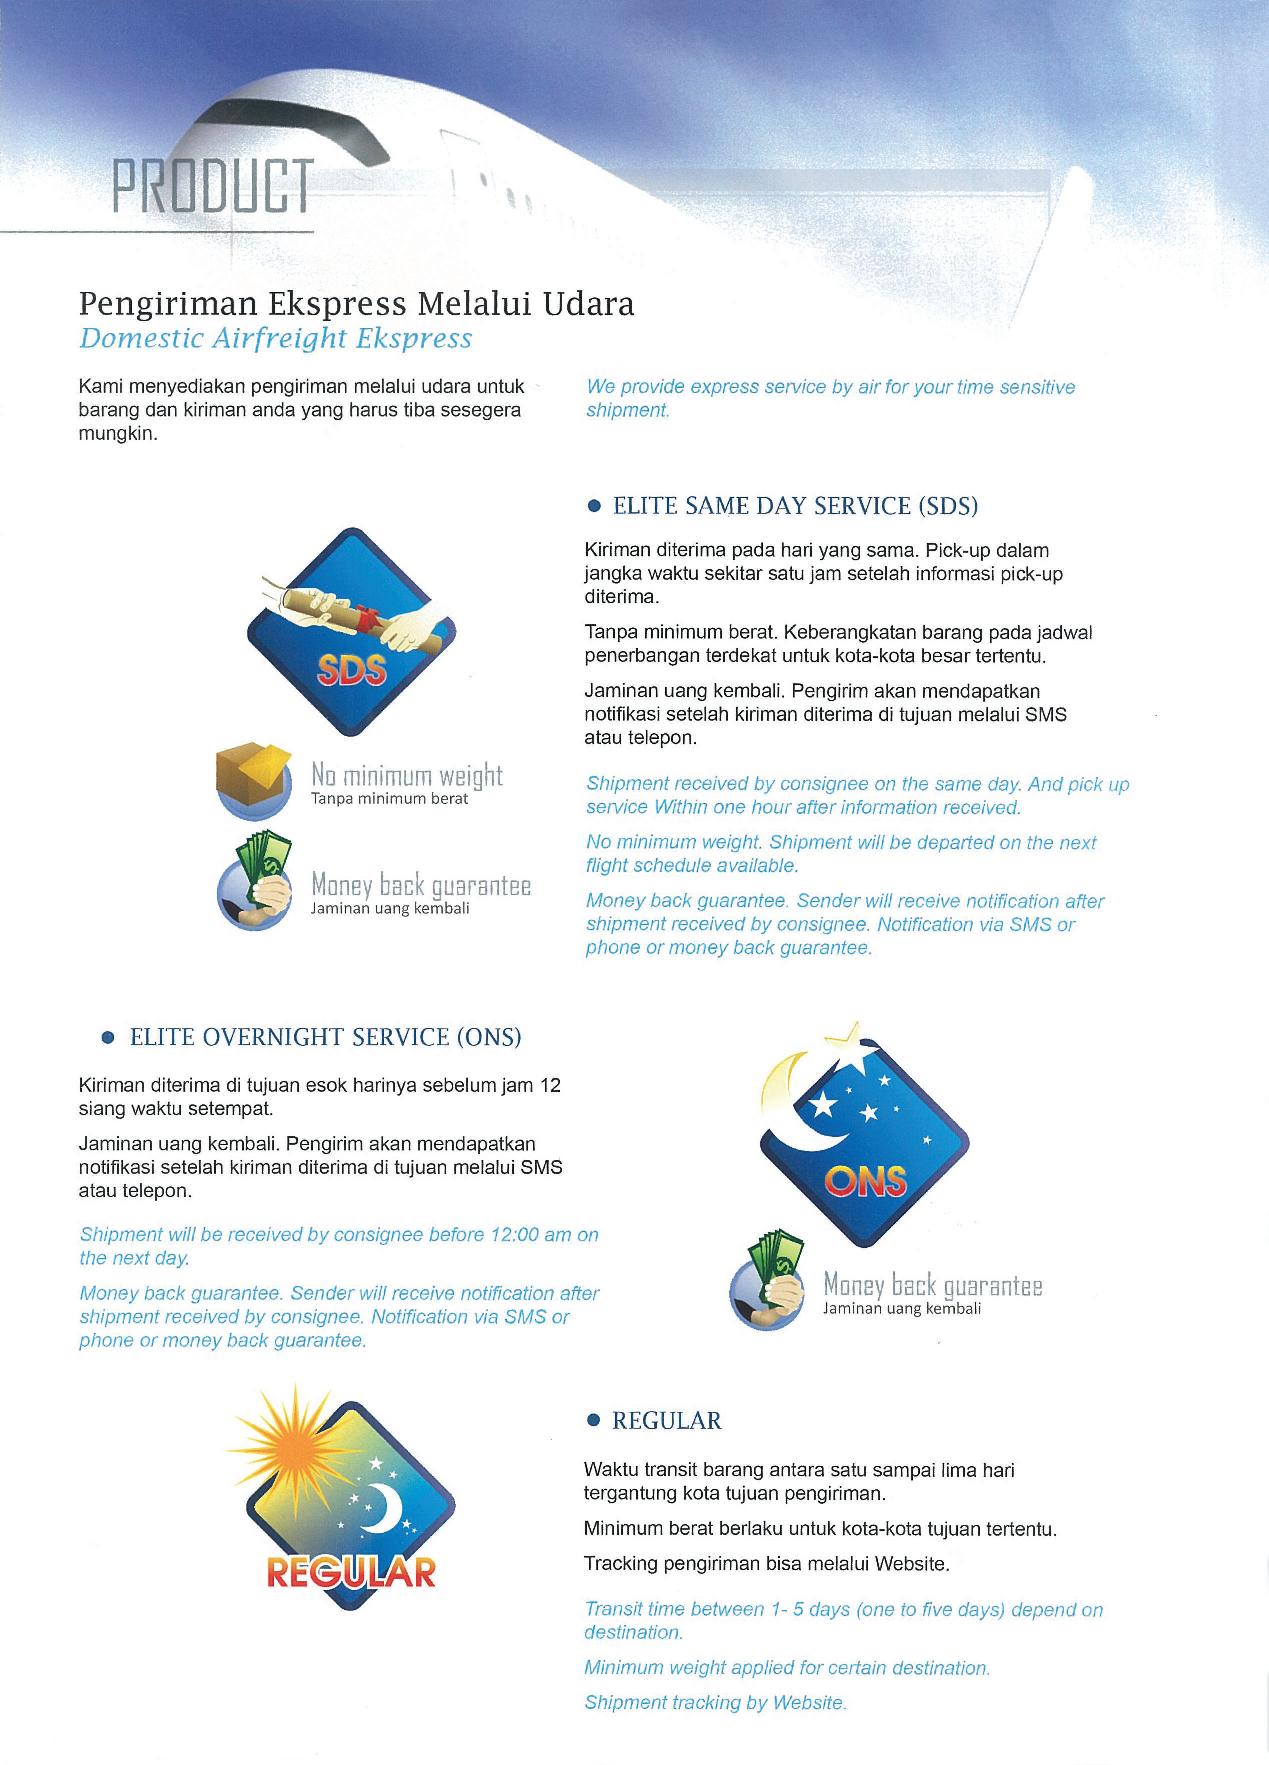 PRODUCT
Pengiriman Ekspress Melalui Udara
Domestic Airfreight Ekspress
Kami menyediakan pengiriman melalui udara untuk
barang dan kiriman anda yang harus tiba sesegera
mungkin.
We provide express service by air for your time sensitive
shipment.
SDS
No minimum weight
Tanpa minimum berat
Money back guarantee
Jaminan uang kembali
• ELITE SAME DAY SERVICE (SDS)
Kiriman diterima pada hari yang sama. Pick-up dalam
jangka waktu sekitar satu jam setelah informasi pick-up
diterima.
Tanpa minimum berat. Keberangkatan barang pada jadwal
penerbangan terdekat untuk kota-kota besar tertentu.
Jaminan uang kembali. Pengirim akan mendapatkan
notifikasi setelah kiriman diterima di tujuan melalui SMS
atau telepon.
Shipment received by consignee on the same day. And pick up
service Within one hour after information received.
No minimum weight. Shipment will be departed on the next
flight schedule available.
Money back guarantee. Sender will receive notification after
shipment received by consignee. Notification via SMS or
phone or money back guarantee.
• ELITE OVERNIGHT SERVICE (ONS)
Kiriman diterima di tujuan esok harinya sebelum jam 12
siang waktu setempat.
Jaminan uang kembali. Pengirim akan mendapatkan
notifikasi setelah kiriman diterima di tujuan melalui SMS
atau telepon.
Shipment will be received by consignee before 12:00 am on
the next day.
Money back guarantee. Sender will receive notification after
shipment received by consignee. Notification via SMS or
phone or money back guarantee.
ONS
Money back guarantee
Jaminan uang kembali
REGULAR
• REGULAR
Waktu transit barang antara satu sampai lima hari
tergantung kota tujuan pengiriman.
Minimum berat berlaku untuk kota-kota tujuan tertentu.
Tracking pengiriman bisa melalui Website.
Transit time between 1- 5 days (one to five days) depend on
destination.
Minimum weight applied for certain destination.
Shipment tracking by Website.